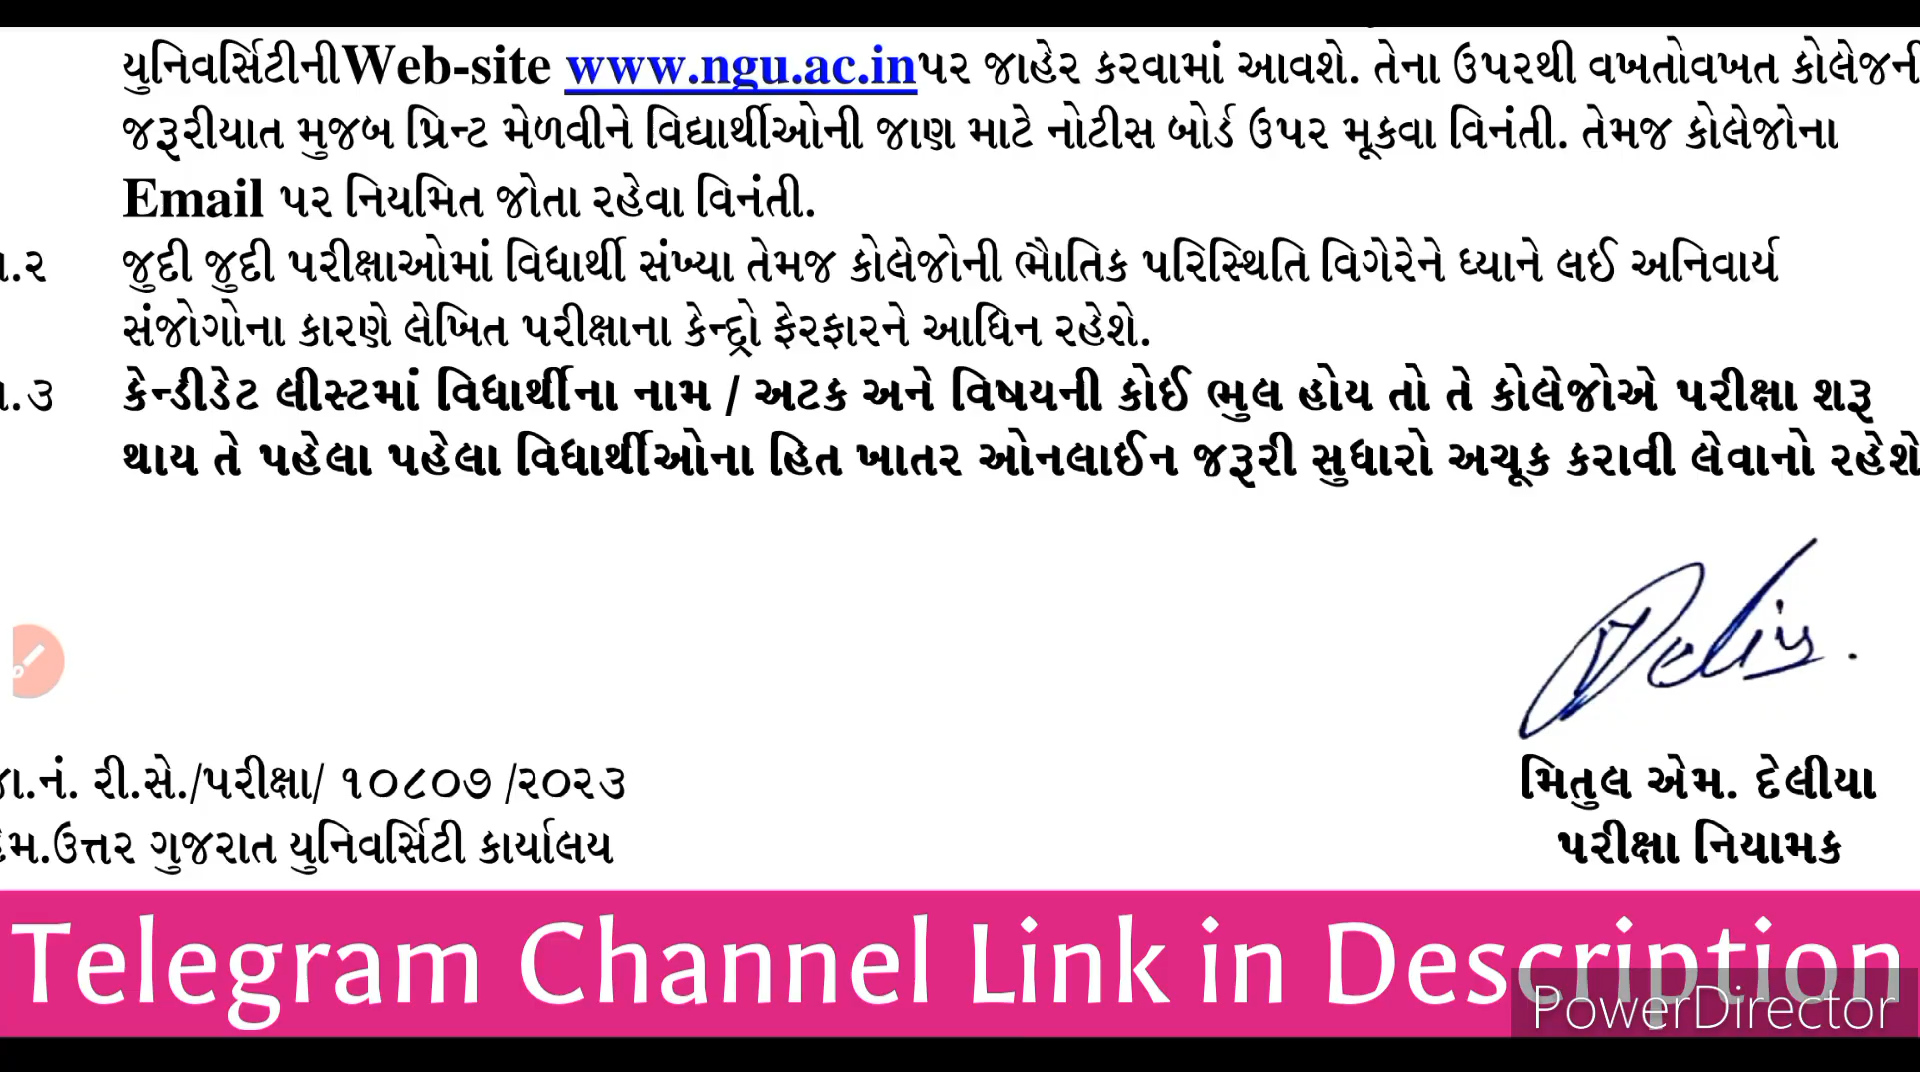 યુનિવર્સિટીનીWeb-site www.ngu.ac.inપર જાહેર કરવામાં આવશે. તેના ઉપરથી વખતોવખત કોલેજની
જરૂરીયાત મુજબ પ્રિન્ટ મેળવીને વિદ્યાર્થીઓની જાણ માટે નોટીસ બોર્ડ ઉપર મૂકવા વિનંતી. તેમજ કોલેજોના
Email પર નિયમિત જોતા રહેવા વિનંતી.
.૨ જુદી જુદી પરીક્ષાઓમાં વિધાર્થી સંખ્યા તેમજ કોલેજોની ભૌતિક પરિસ્થિતિ વિગેરેને ધ્યાને લઈ અનિવાર્ય
સંજોગોના કારણે લેખિત પરીક્ષાના કેન્દ્રો ફેરફારને આધિન રહેશે.
.૩ કેન્ડીડેટ લીસ્ટમાં વિધાર્થીના નામ / અટક અને વિષયની કોઈ ભુલ હોય તો તે કોલેજોએ પરીક્ષા શરૂ
થાય તે પહેલા પહેલા વિધાર્થીઓના હિત ખાતર ઓનલાઈન જરૂરી સુધારો અચૂક કરાવી લેવાનો રહેશે
જા.નં. રી.સે./પરીક્ષા/ ૧૦૮૦૭ /૨૦૨૩
હેમ.ઉત્તર ગુજરાત યુનિવર્સિટી કાર્યાલય
મિતુલ એમ. દેલીયા
પરીક્ષા નિયામક
Telegram Channel Link in Description
PowerDirector